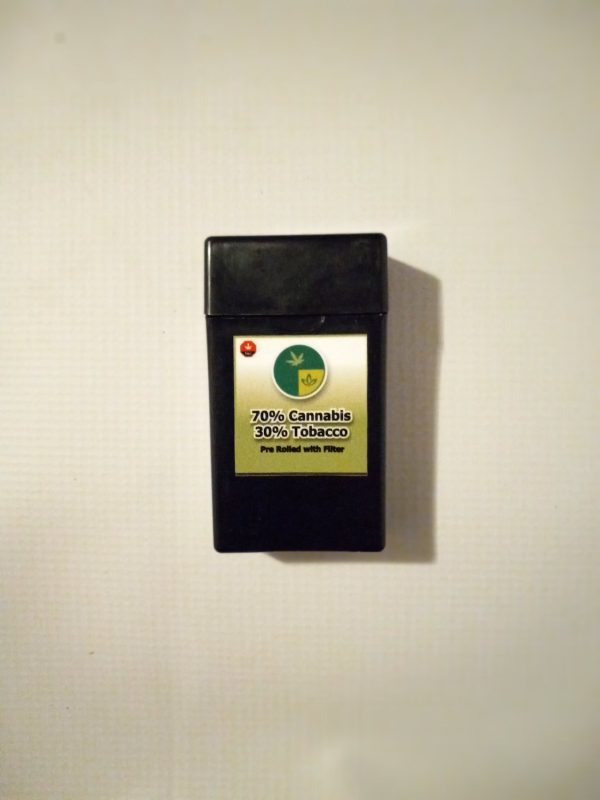 70% Cannabis
30% Tobacco
Pre Rolled with Filter